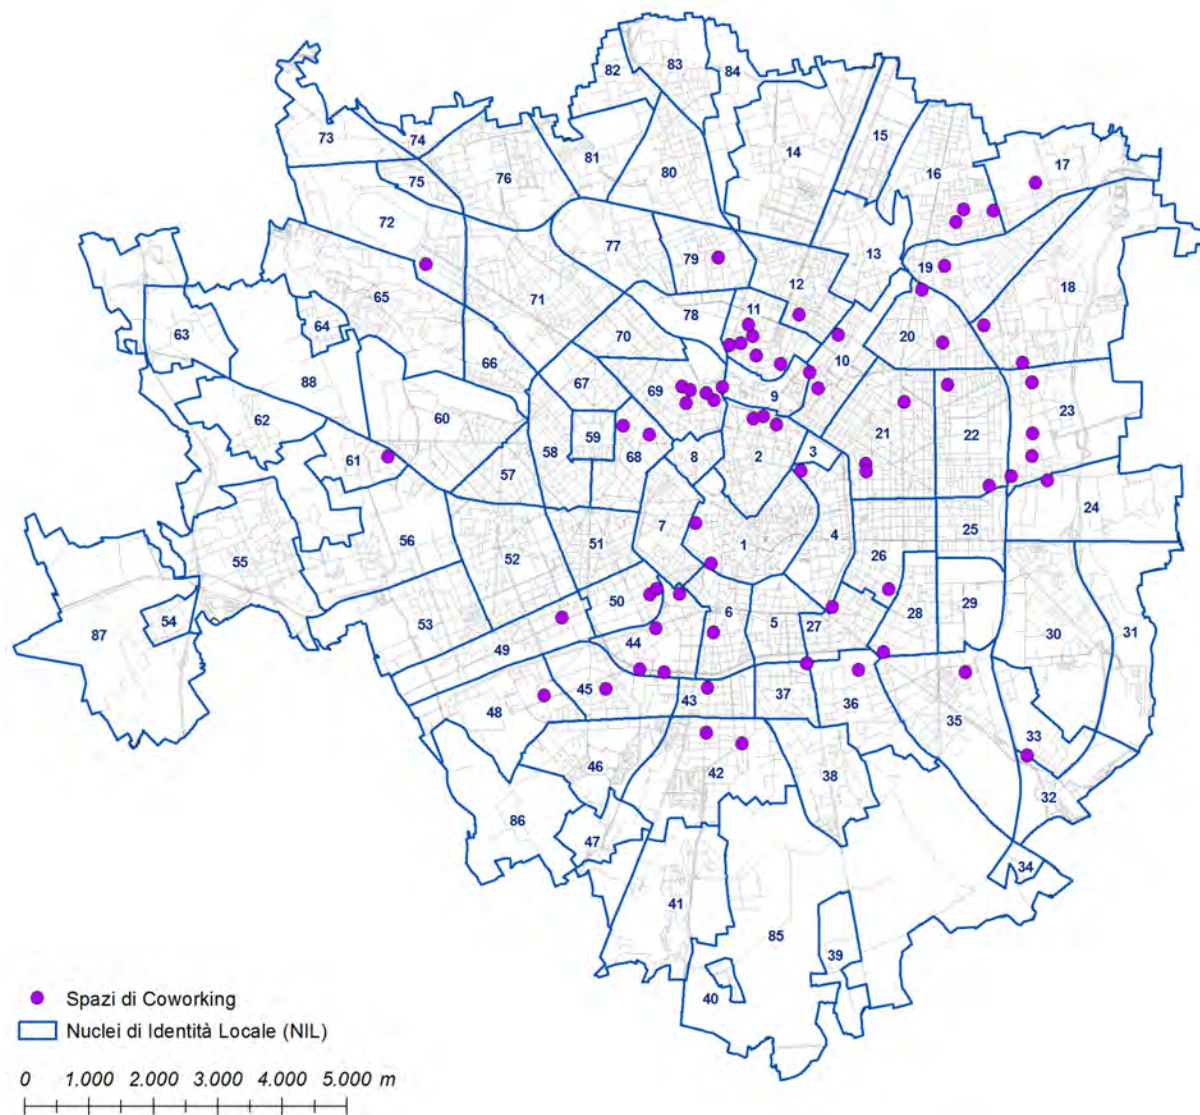 82 83 84
73 74 81 14 15 16 17
75 76 80
72 77 79 13 19 18
65 71 12
63 64 78 11 20
66 70 10
88 67 69 9 23
62 60 59 21 22
61 57 58 68 8 2 3
24
55 56 52 51 7 1 4 26 25
54 53 50 6 5 27 28 29 30 31
87 49 44
48 45 43 37 36 35 33
46 42 38 32
86 47 34
41 85 39
40
Spazi di Coworking
Nuclei di Identità Locale (NIL)
0 1.000 2.000 3.000 4.000 5.000 m